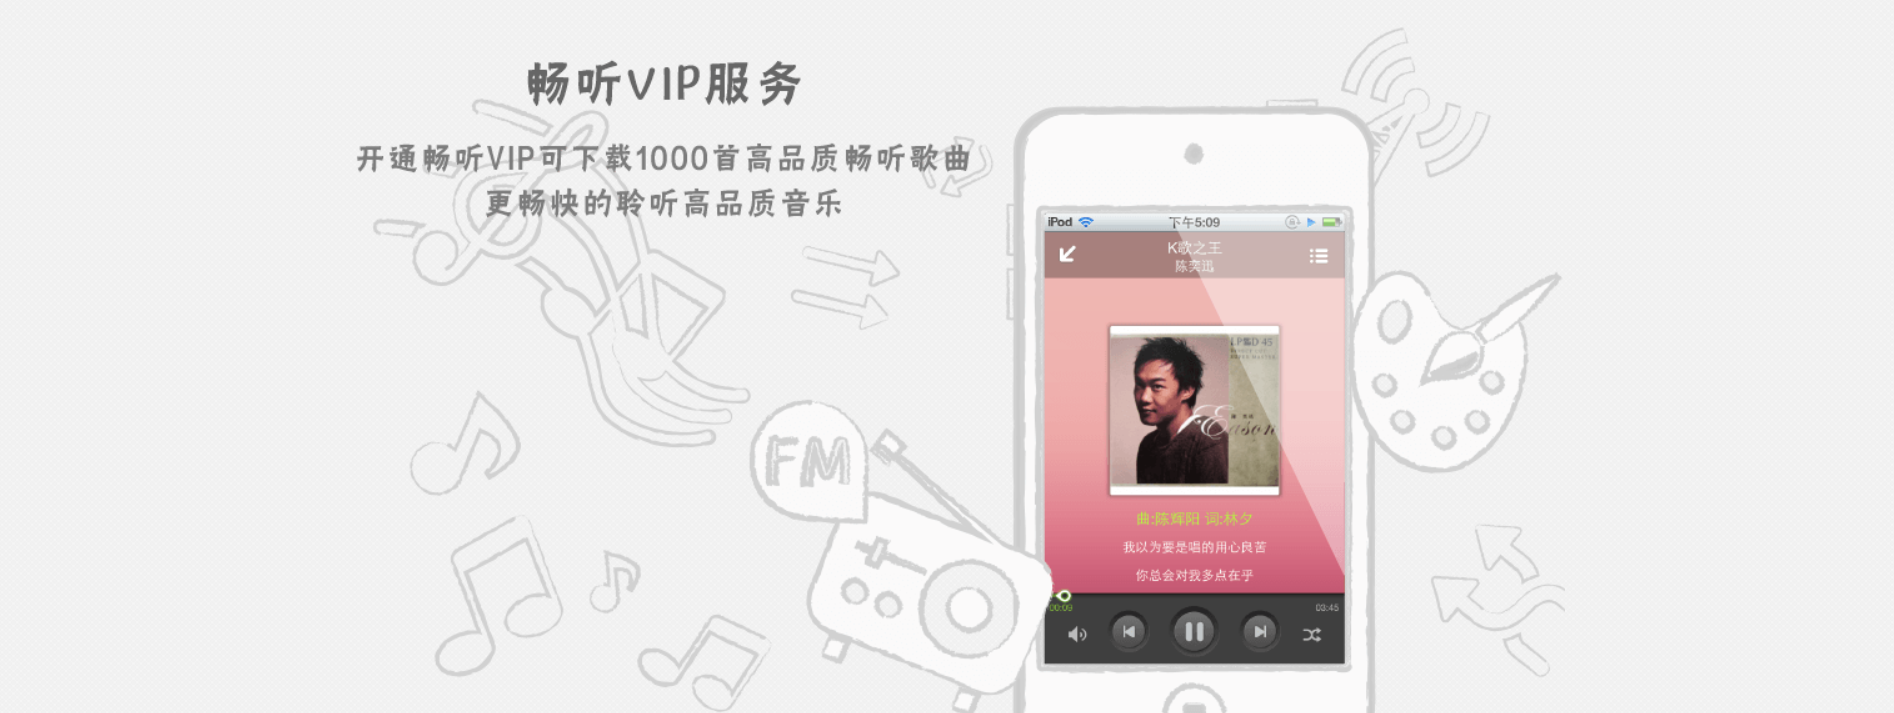 畅听VIP服务
开通畅听VIP可下载1000首高品质畅听歌曲
更畅快的聆听高品质音乐
iPod
下午5:09
K歌之王
陈奕迅
Eason
曲:陈辉阳 词:林夕
我以为要是唱的用心良苦
你总会对我多点在乎
00:09
03:45
FM